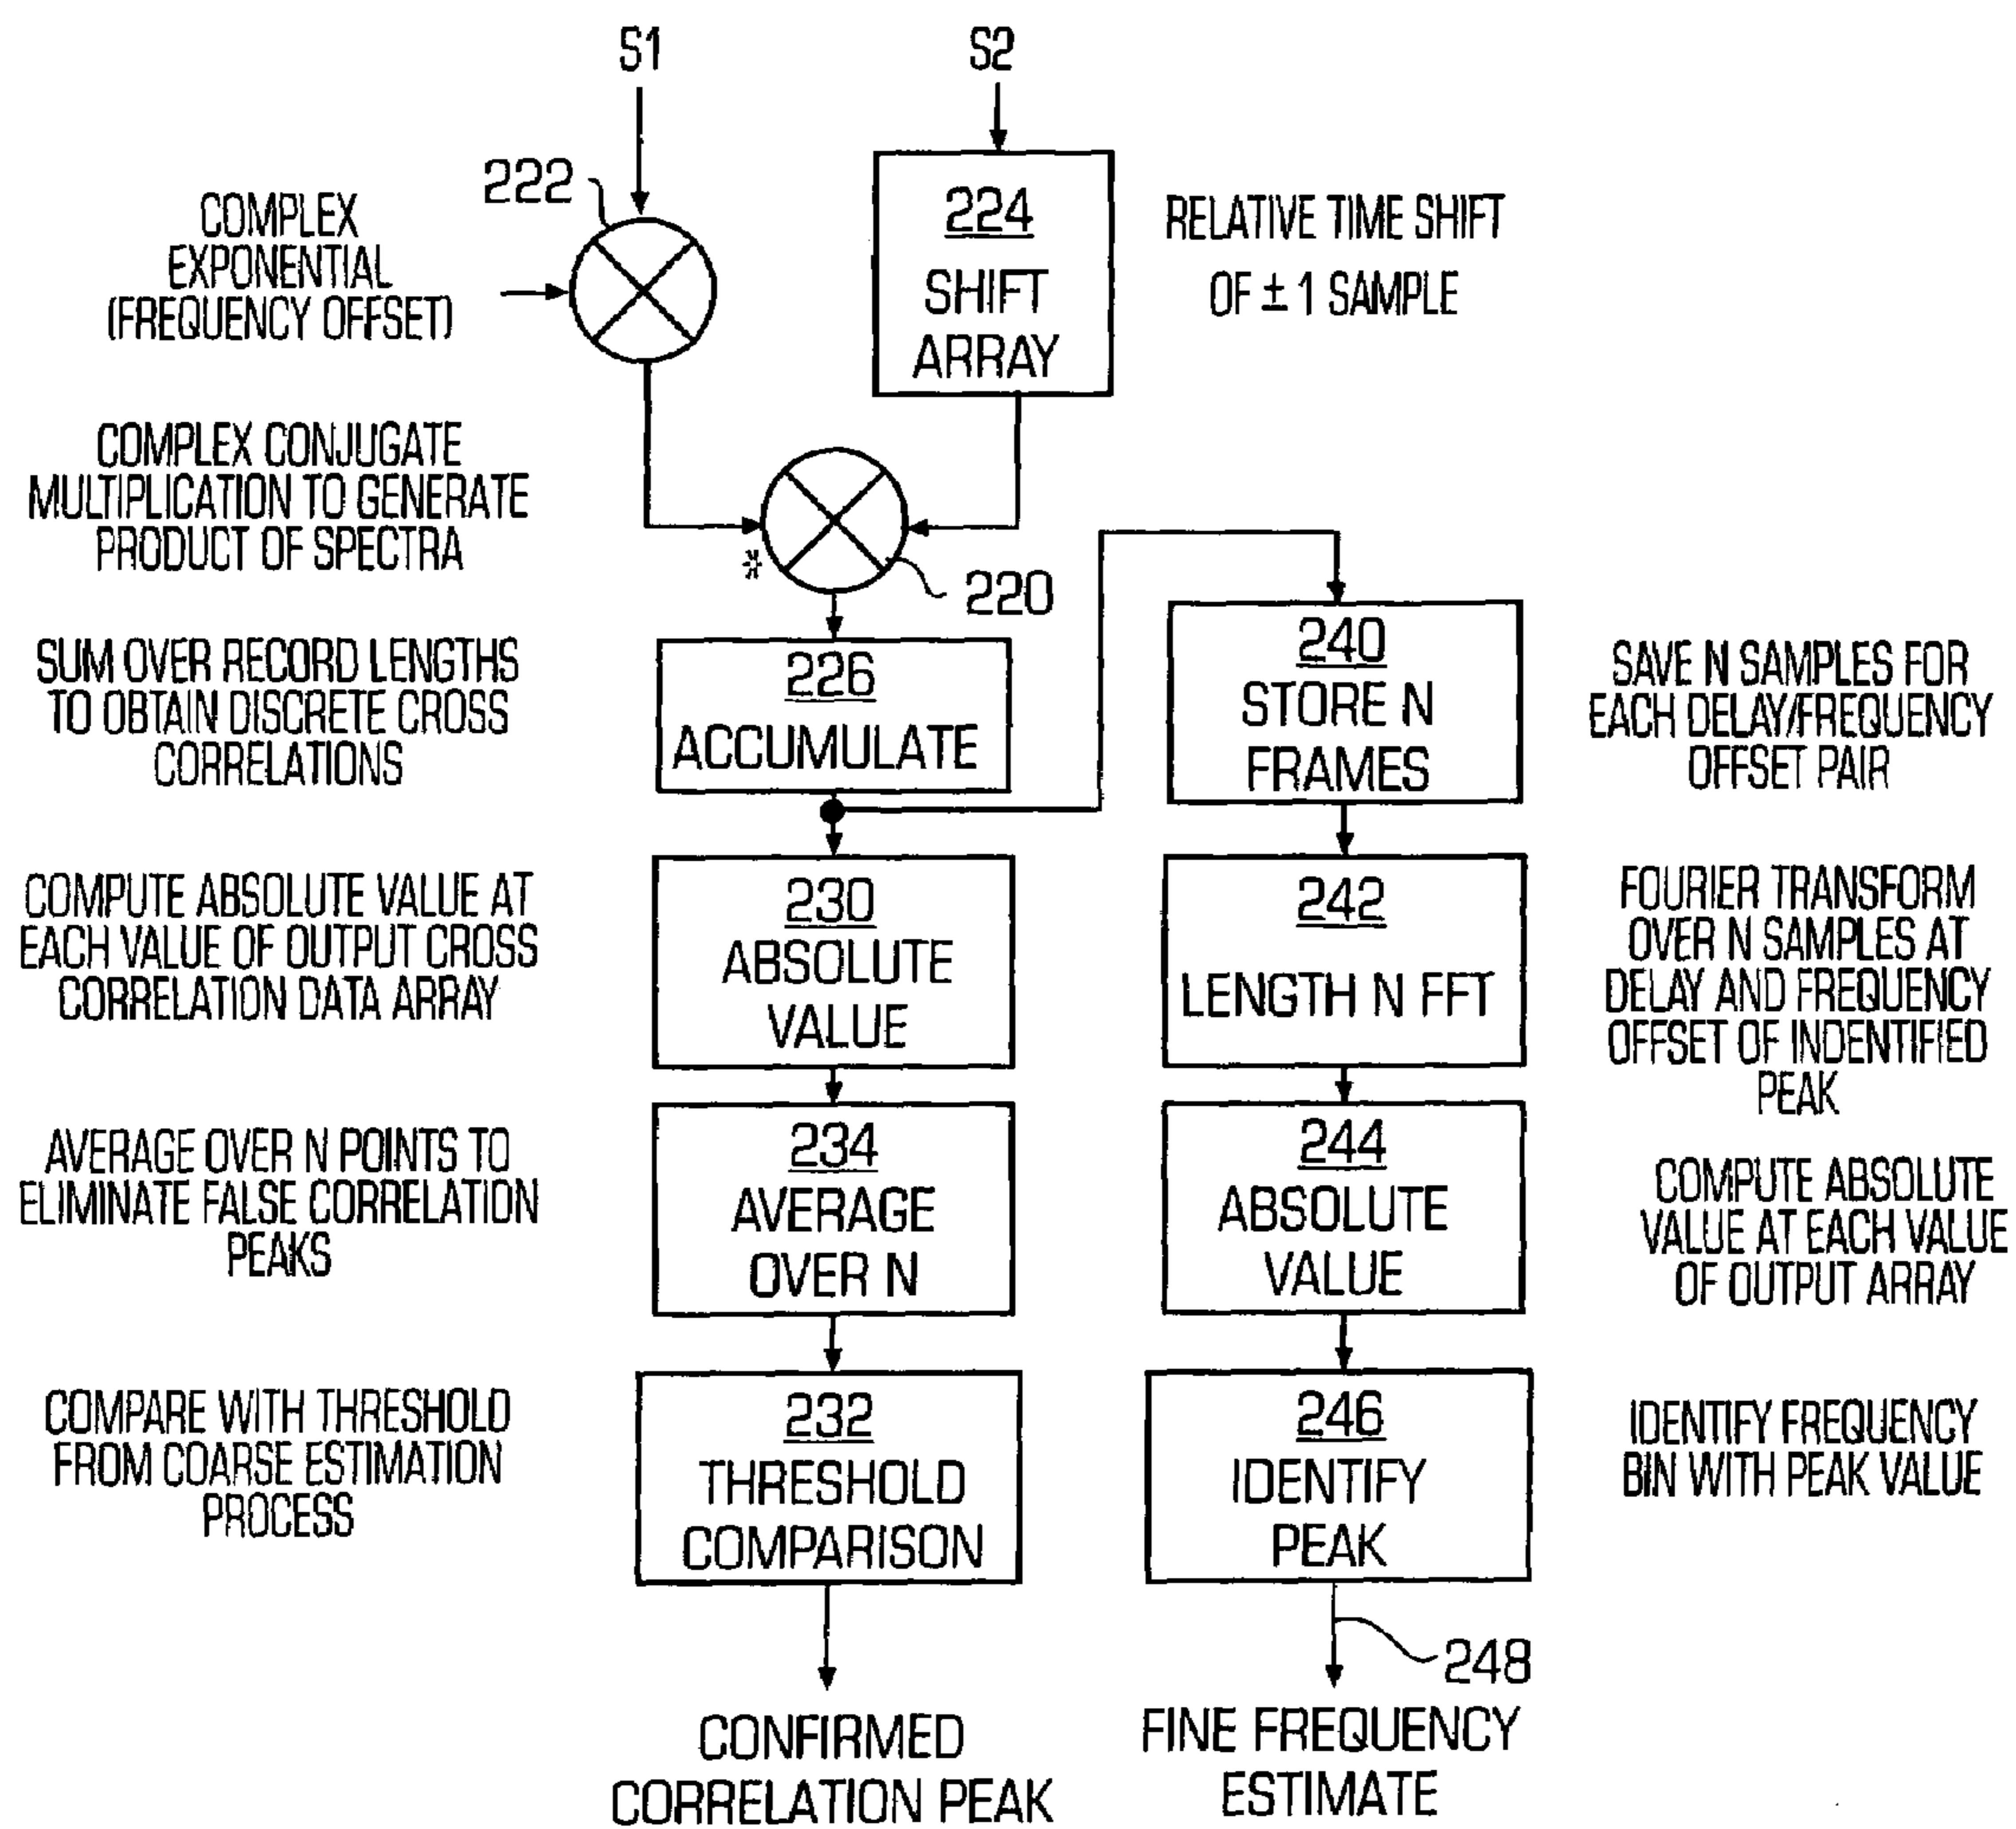 S1
S2
222
COMPLEX
EXPONENTIAL
(FREQUENCY OFFSET)
224
SHIFT
ARRAY
RELATIVE TIME SHIFT
OF ± 1 SAMPLE
COMPLEX CONJUGATE
MULTIPLICATION TO GENERATE
PRODUCT OF SPECTRA
*
220
SUM OVER RECORD LENGTHS
TO OBTAIN DISCRETE CROSS
CORRELATIONS
226
ACCUMULATE
240
STORE N
FRAMES
SAVE N SAMPLES FOR
EACH DELAY/FREQUENCY
OFFSET PAIR
COMPUTE ABSOLUTE VALUE AT
EACH VALUE OF OUTPUT CROSS
CORRELATION DATA ARRAY
230
ABSOLUTE
VALUE
242
LENGTH N FFT
FOURIER TRANSFORM
OVER N SAMPLES AT
DELAY AND FREQUENCY
OFFSET OF INDENTIFIED
PEAK
AVERAGE OVER N POINTS TO
ELIMINATE FALSE CORRELATION
PEAKS
234
AVERAGE
OVER N
244
ABSOLUTE
VALUE
COMPUTE ABSOLUTE
VALUE AT EACH VALUE
OF OUTPUT ARRAY
COMPARE WITH THRESHOLD
FROM COARSE ESTIMATION
PROCESS
232
THRESHOLD
COMPARISON
246
IDENTIFY
PEAK
IDENTIFY FREQUENCY
BIN WITH PEAK VALUE
248
CONFIRMED
CORRELATION PEAK
FINE FREQUENCY
ESTIMATE